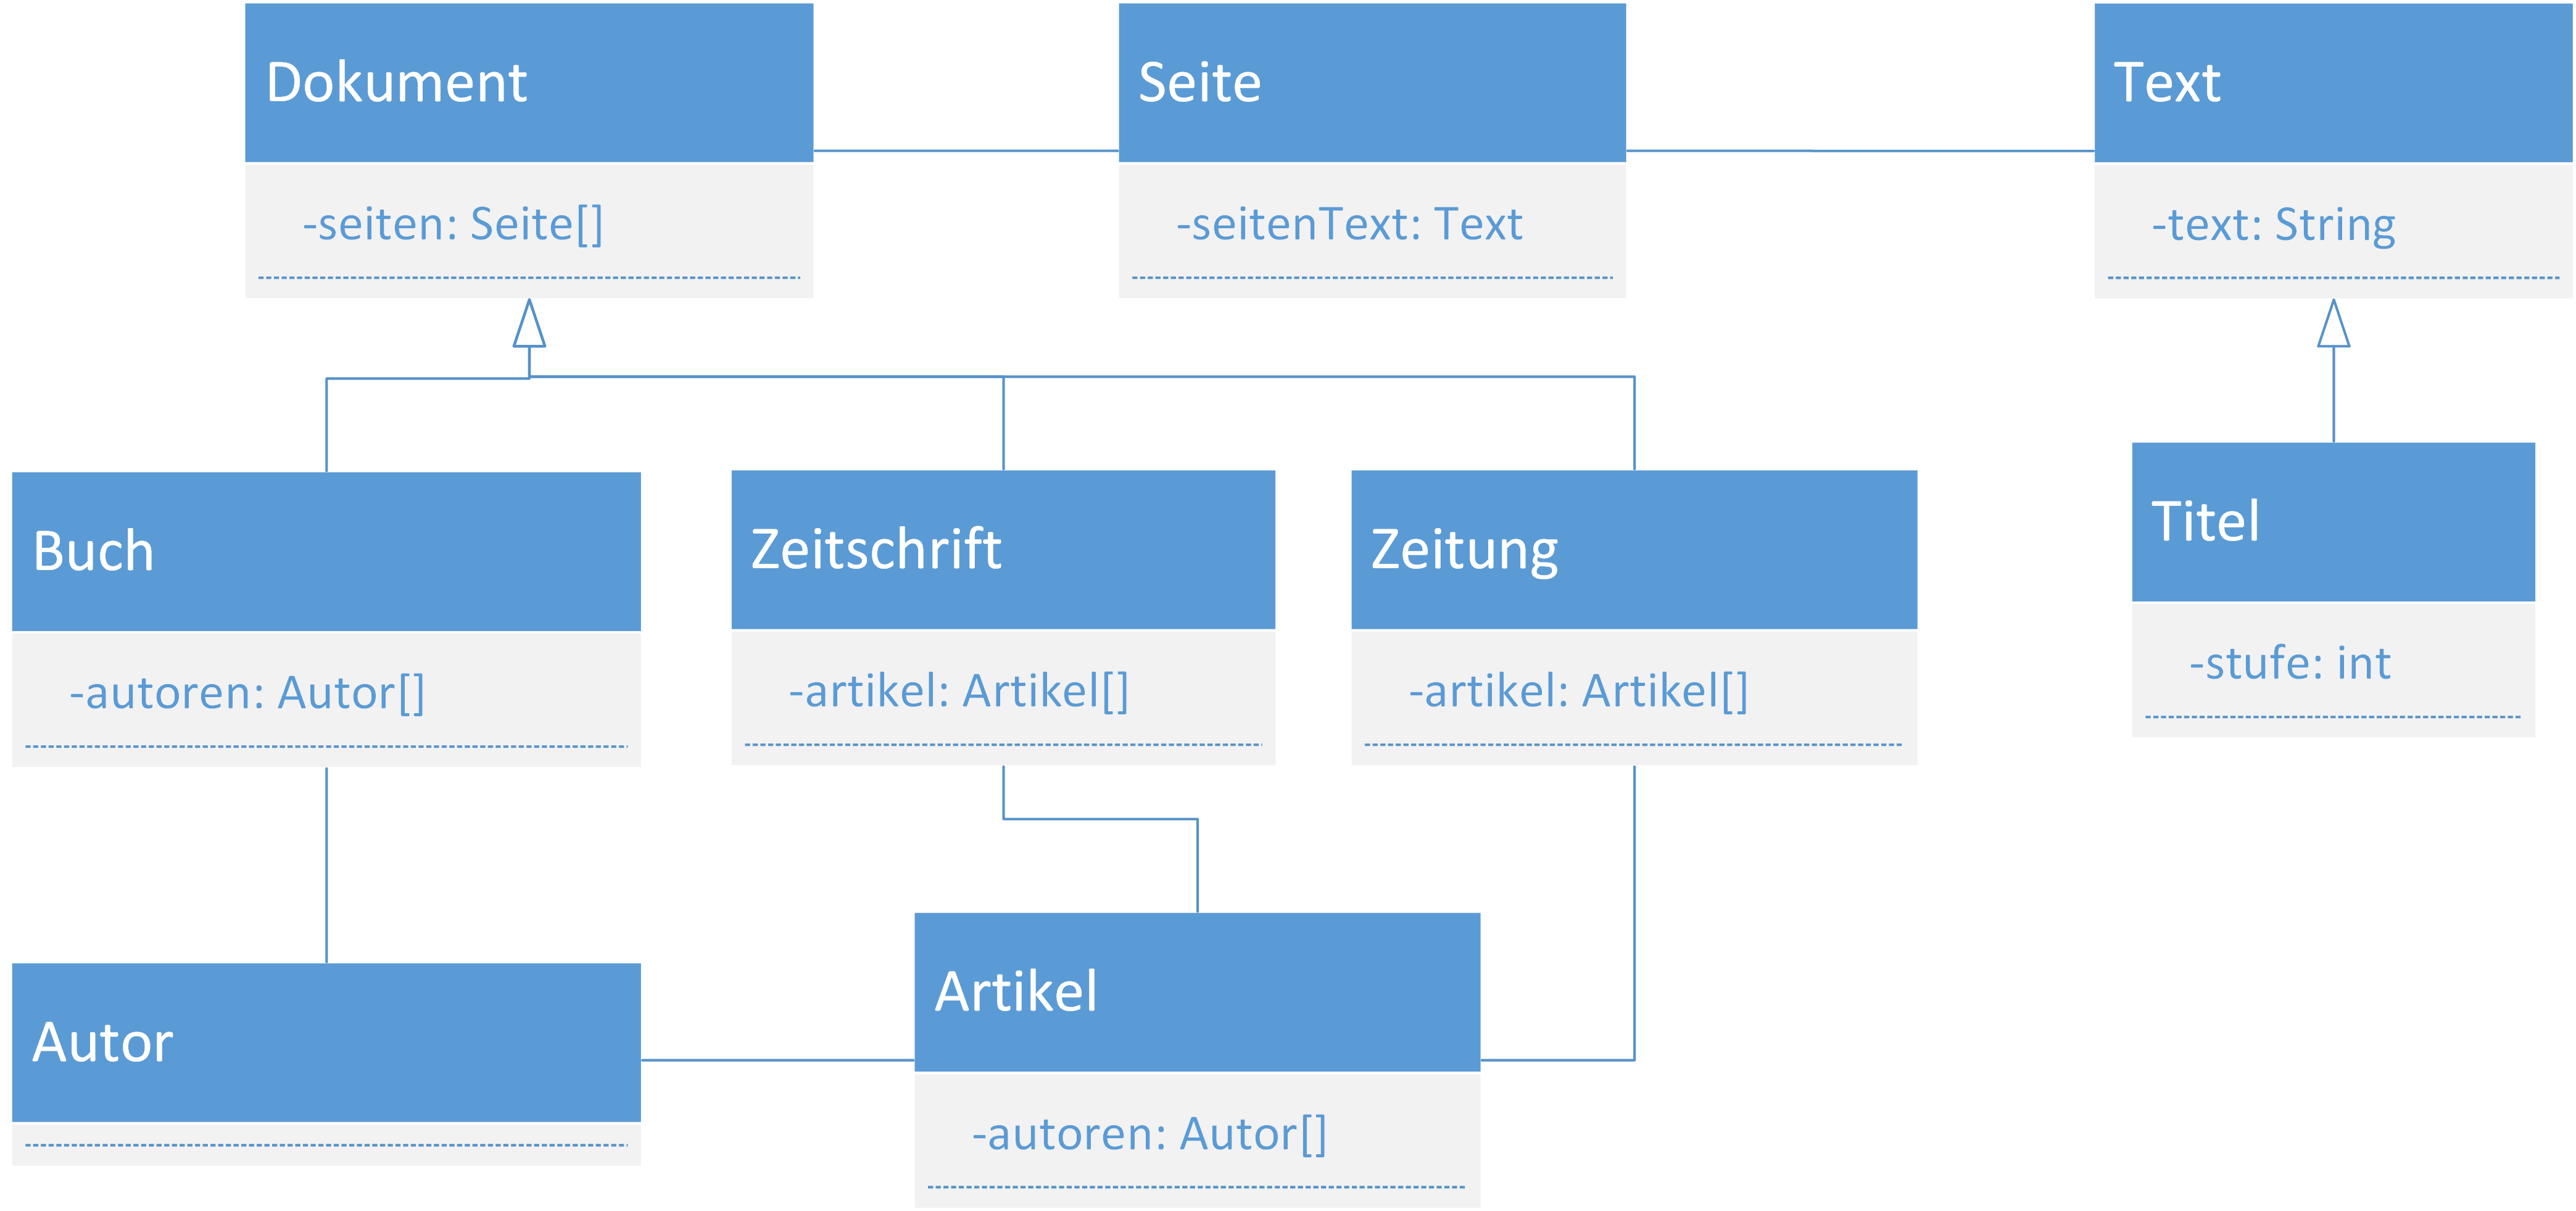 Dokument
-seiten: Seite[]
Seite
-seitenText: Text
Text
-text: String
Buch
-autoren: Autor[]
Zeitschrift
-artikel: Artikel[]
Zeitung
-artikel: Artikel[]
Titel
-stufe: int
Autor
Artikel
-autoren: Autor[]